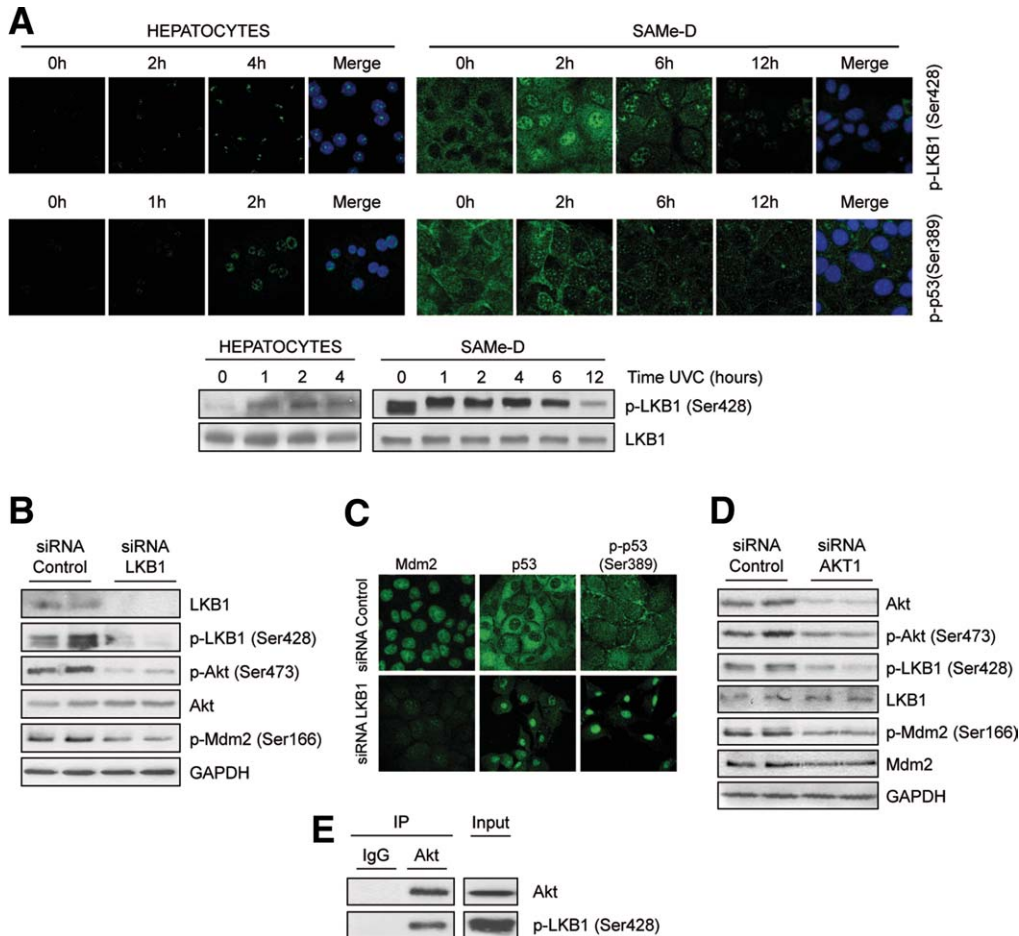 A
HEPATOCYTES
SAMe-D
0h 2h 4h Merge 0h 2h 6h 12h Merge
p-LKB1 (Ser428)
0h 1h 2h Merge 0h 2h 6h 12h Merge
p-p53(Ser389)
HEPATOCYTES
SAMe-D
0 1 2 4 0 1 2 4 6 12 Time UVC (hours)
p-LKB1 (Ser428)
LKB1
B
siRNA Control
siRNA LKB1
LKB1
p-LKB1 (Ser428)
p-Akt (Ser473)
Akt
p-Mdm2 (Ser166)
GAPDH
C
Mdm2
p53
p-p53 (Ser389)
siRNA Control
siRNA LKB1
D
siRNA Control
siRNA AKT1
Akt
p-Akt (Ser473)
p-LKB1 (Ser428)
LKB1
p-Mdm2 (Ser166)
Mdm2
GAPDH
E
IP
Input
IgG
Akt
Akt
p-LKB1 (Ser428)